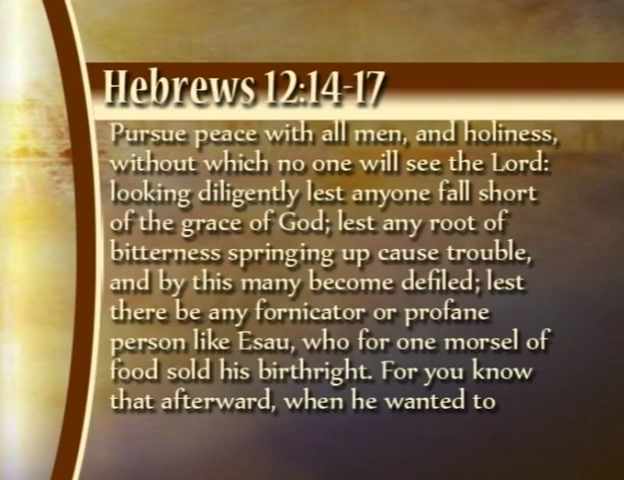 Hebrews 12:14-17
Pursue peace with all men, and holiness,
without which no one will see the Lord:
looking diligently lest anyone fall short
of the grace of God; lest any root of
bitterness springing up cause trouble,
and by this many become defiled; lest
there be any fornicator or profane
person like Esau, who for one morsel of
food sold his birthright. For you know
that afterward, when he wanted to